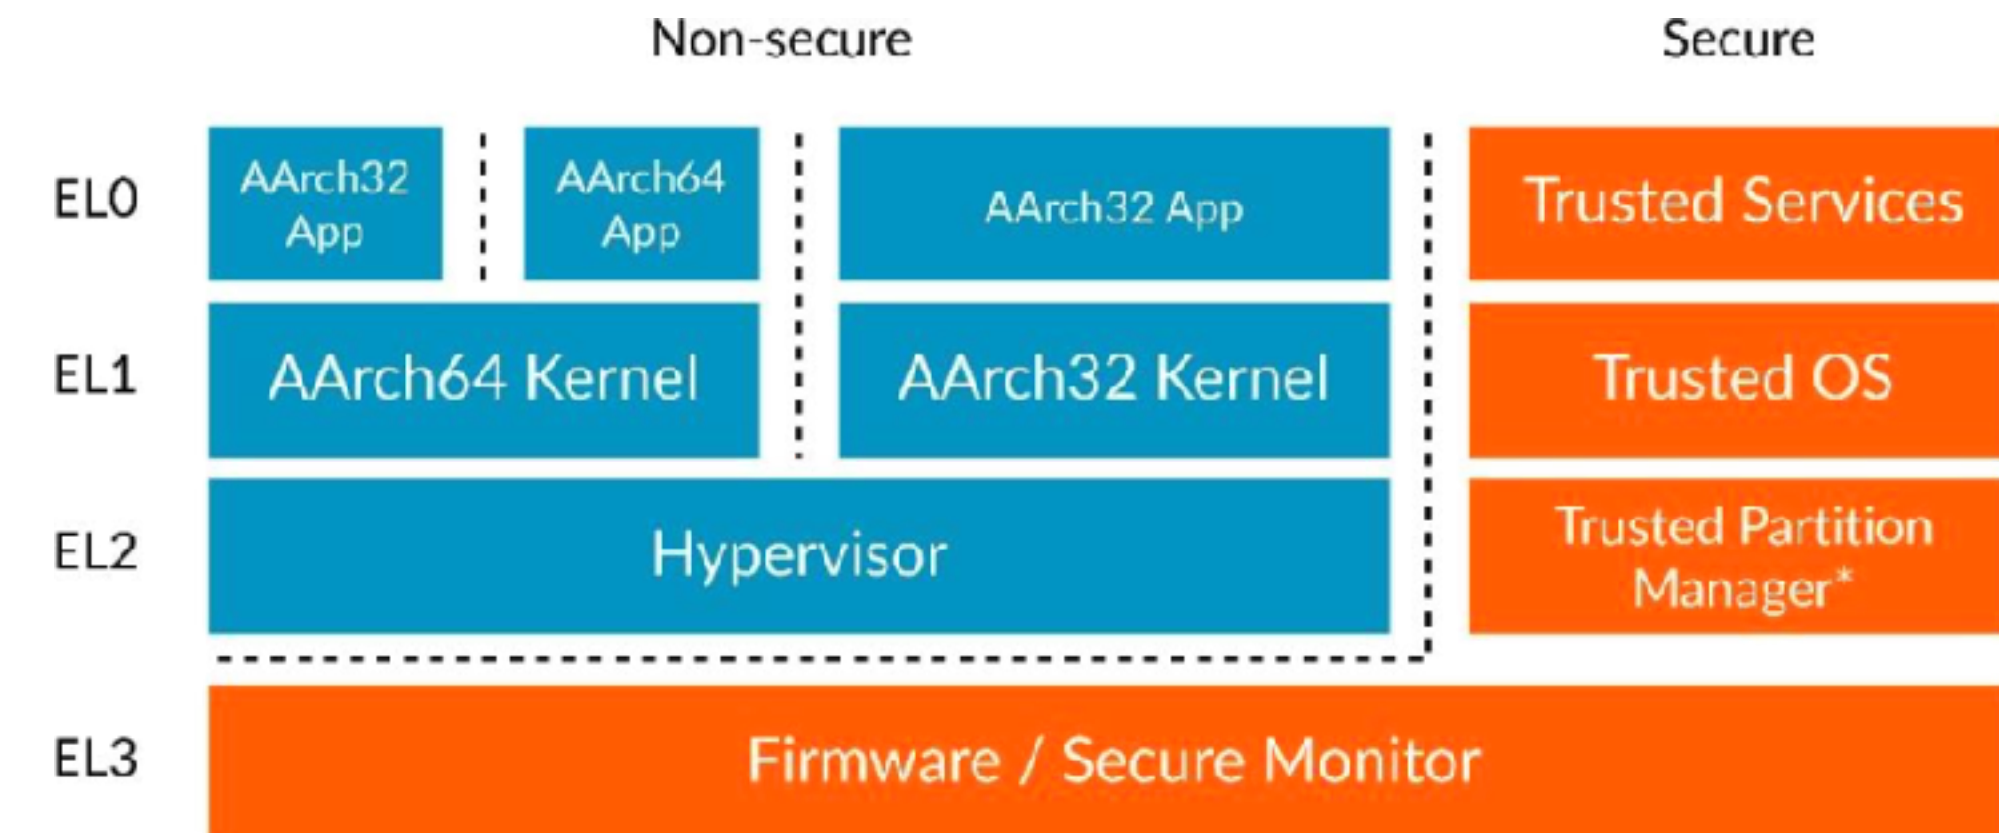 Non-secure
Secure
EL0
AArch32
App
AArch64
App
AArch32 App
Trusted Services
EL1
AArch64 Kernel
AArch32 Kernel
Trusted OS
EL2
Hypervisor
Trusted Partition
Manager*
EL3
Firmware / Secure Monitor